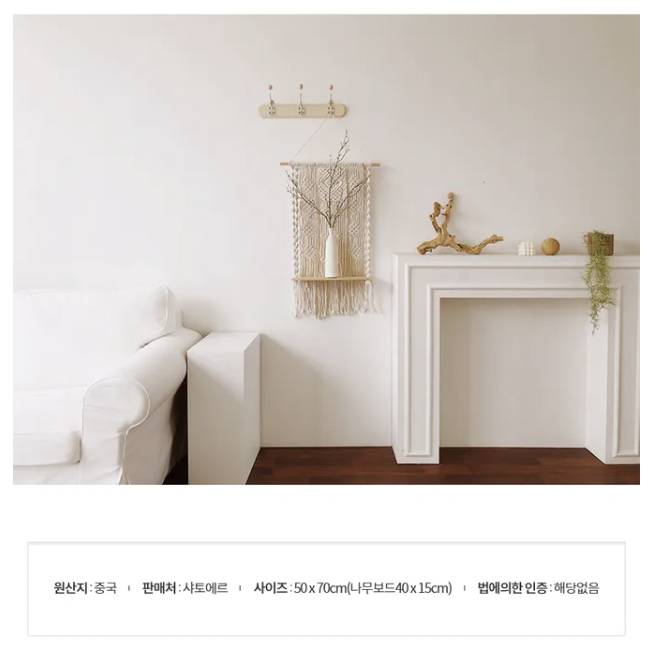 원산지 : 중국 ı 판매처 : 샤토에르 ı 사이즈 : 50 x 70cm(나무보드40 x 15cm) ı 법에의한 인증 : 해당없음